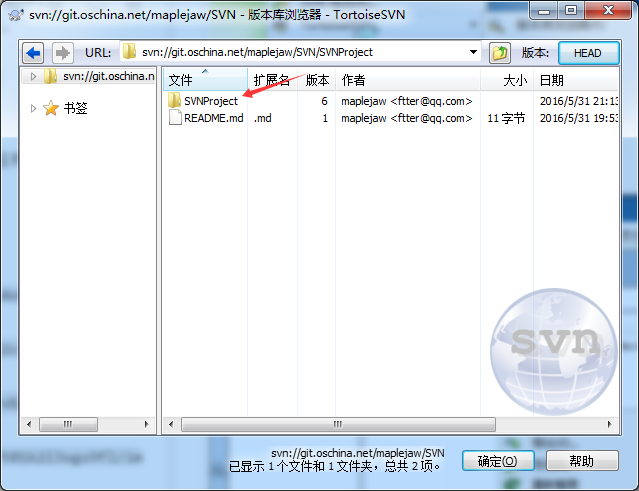 svn://git.oschina.net/maplejaw/SVN - 版本库浏览器 - TortoiseSVN
URL: svn://git.oschina.net/maplejaw/SVN/SVNProject 版本: HEAD
svn://git.oschina.n
书签
文件 扩展名 版本 作者 大小 日期
SVNProject 6 maplejaw <ftter@qq.com> 2016/5/31 21:13
README.md .md 1 maplejaw <ftter@qq.com> 11 字节 2016/5/31 19:53
svn
svn://git.oschina.net/maplejaw/SVN
已显示 1 个文件和 1 文件夹，总共 2 项。
确定(O) 帮助